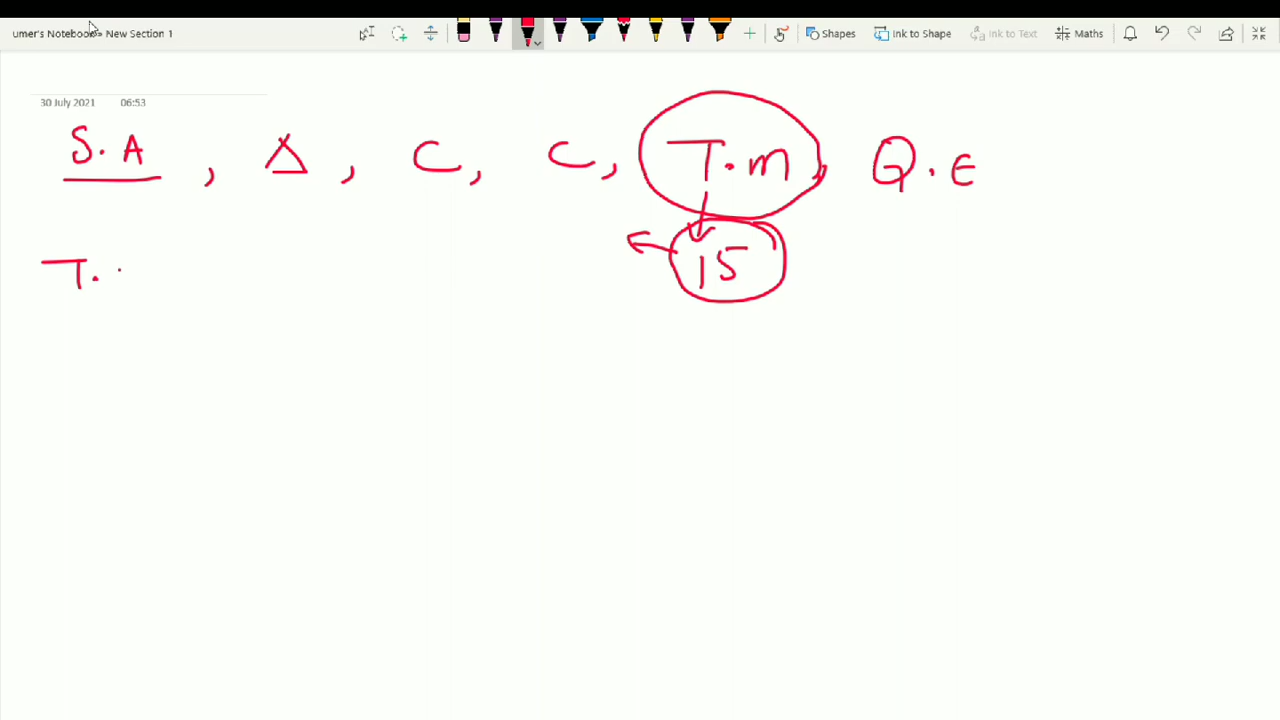 umer's Notebook > New Section 1
Shapes
Ink to Shape
Ink to Text
Maths
30 July 2021 06:53
S.A , Δ , C , C , T.m , Q.E
15
T.